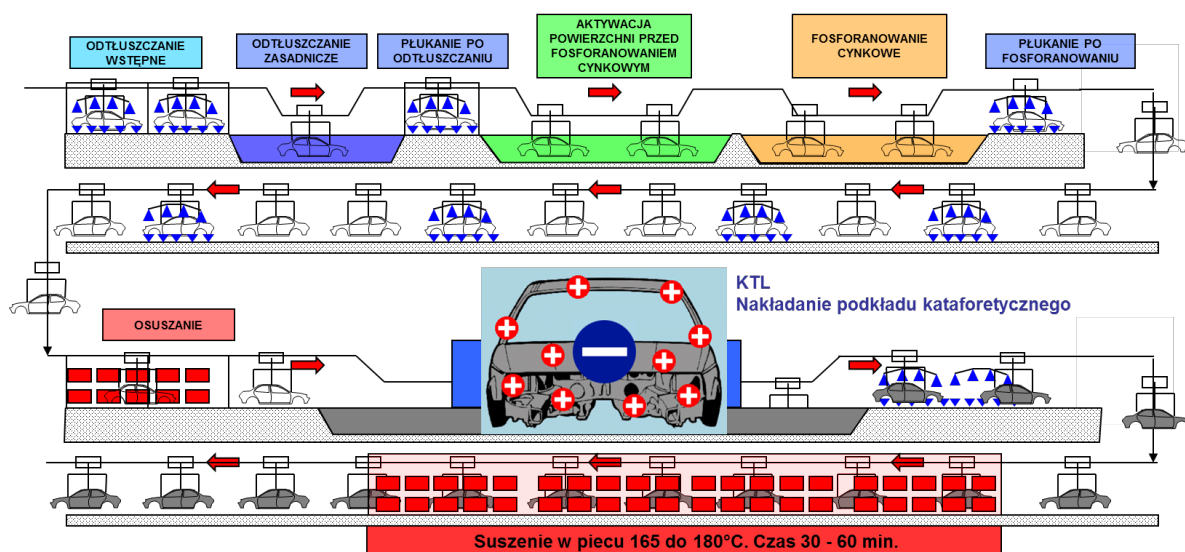 ODTŁUSZCZANIE
WSTĘPNE
ODTŁUSZCZANIE
ZASADNICZE
PŁUKANIE PO
ODTŁUSZCZANIU
AKTYWACJA
POWIERZCHNI PRZED
FOSFORANOWANIEM
CYNKOWYM
FOSFORANOWANIE
CYNKOWE
PŁUKANIE PO
FOSFORANOWANIU
KTL
Nakładanie podkładu kataforetycznego
OSUSZANIE
Suszenie w piecu 165 do 180°C. Czas 30 - 60 min.